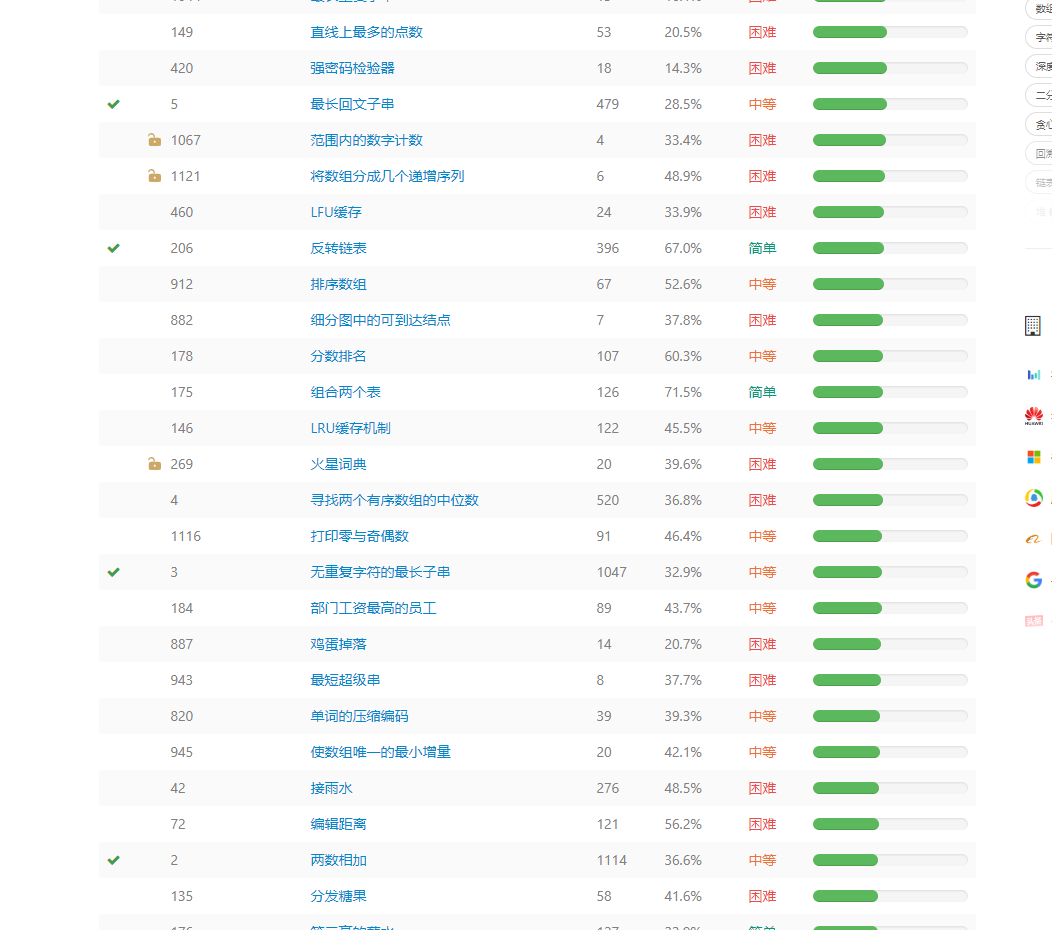 149 直线上最多的点数 53 20.5% 困难
420 强密码检验器 18 14.3% 困难
5 最长回文子串 479 28.5% 中等
1067 范围内的数字计数 4 33.4% 困难
1121 将数组分成几个递增序列 6 48.9% 困难
460 LFU缓存 24 33.9% 困难
206 反转链表 396 67.0% 简单
912 排序数组 67 52.6% 中等
882 细分图中的可到达结点 7 37.8% 困难
178 分数排名 107 60.3% 中等
175 组合两个表 126 71.5% 简单
146 LRU缓存机制 122 45.5% 中等
269 火星词典 20 39.6% 困难
4 寻找两个有序数组的中位数 520 36.8% 困难
1116 打印零与奇偶数 91 46.4% 中等
3 无重复字符的最长子串 1047 32.9% 中等
184 部门工资最高的员工 89 43.7% 中等
887 鸡蛋掉落 14 20.7% 困难
943 最短超级串 8 37.7% 困难
820 单词的压缩编码 39 39.3% 中等
945 使数组唯一的最小增量 20 42.1% 中等
42 接雨水 276 48.5% 困难
72 编辑距离 121 56.2% 困难
2 两数相加 1114 36.6% 中等
135 分发糖果 58 41.6% 困难
数组
字符
深度
二分
贪心
回溯
链表
堆
HUAWEI
头条